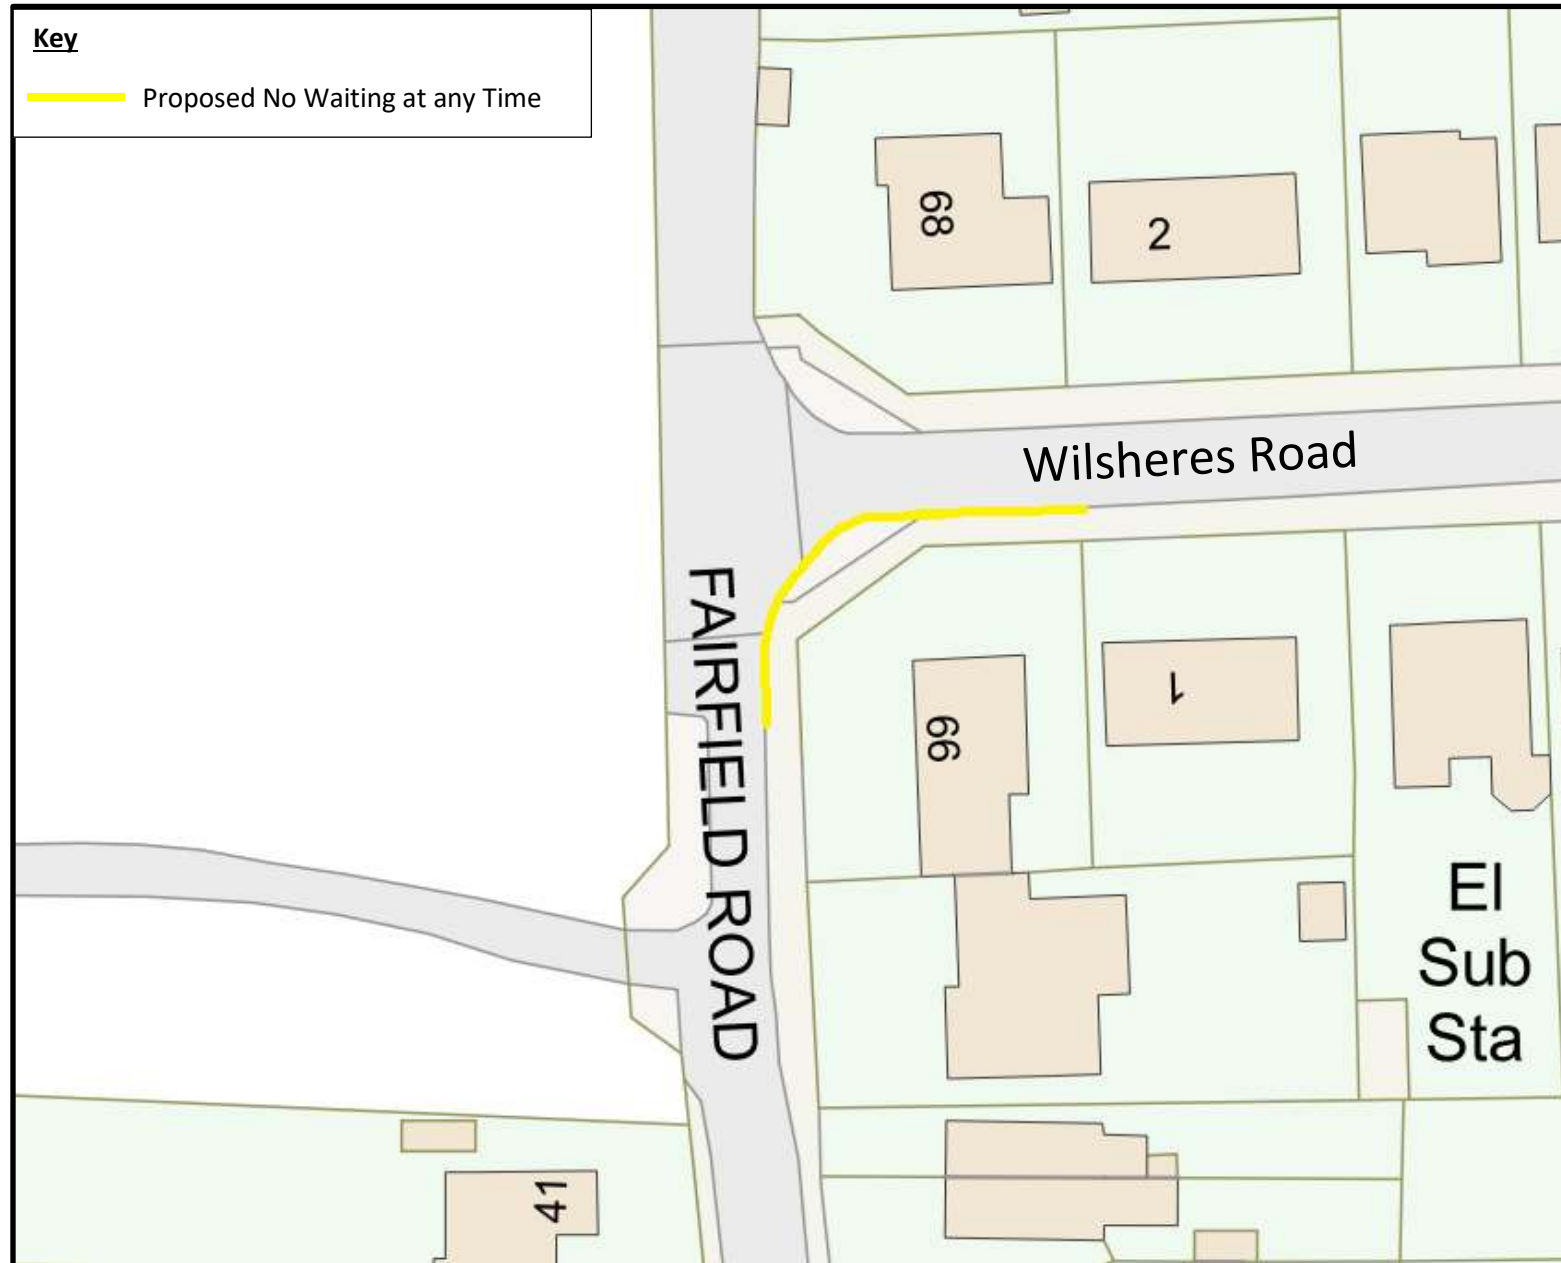 Key
Proposed No Waiting at any Time
68
2
Wilsheres Road
FAIRFIELD ROAD
66
1
El
Sub
Sta
41